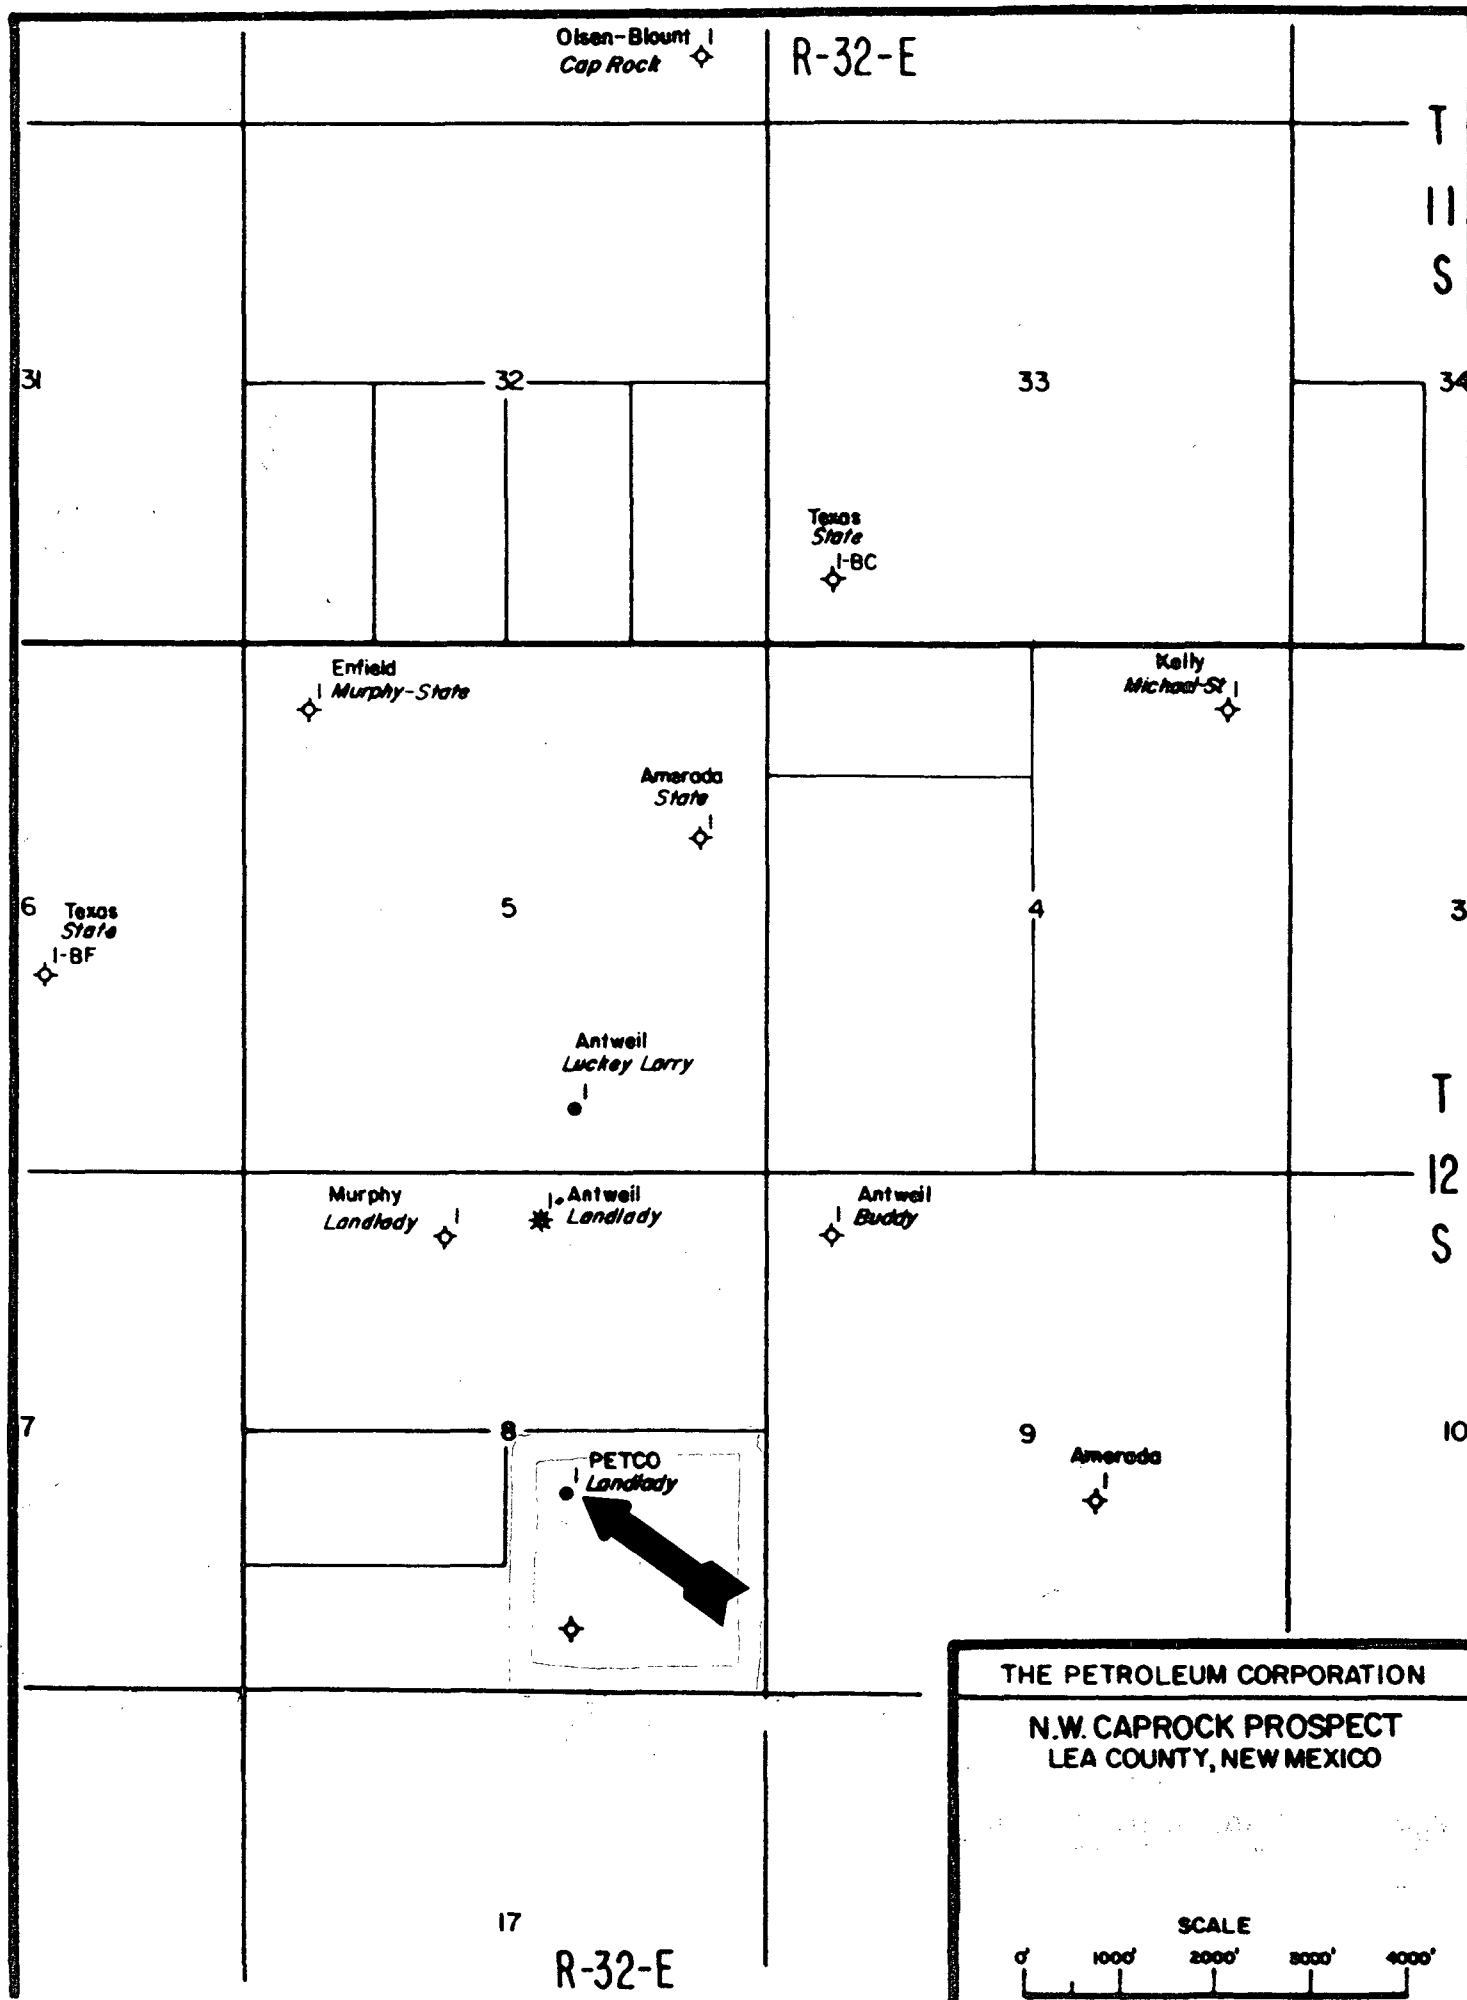 Olsen-Blount
Cap Rock
1
R-32-E
T
11
S
31
32
33
34
Texas
State
1-BC
Enfield
1 Murphy-State
Kelly
Michael-St
1
Amerada
State
1
6
Texas
State
1-BF
5
4
3
Antweil
Luckey Larry
1
T
12
S
Murphy
Landlady
1
1 Antweil
Landlady
Antweil
1 Buddy
7
8
9
10
PETCO
1 Landlady
Amerada
1
THE PETROLEUM CORPORATION
N.W. CAPROCK PROSPECT
LEA COUNTY, NEW MEXICO
17
R-32-E
SCALE
0' 1000' 2000' 3000' 4000'